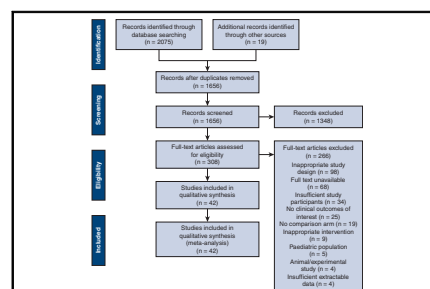 Identification
Records identified through
database searching
(n = 2075)
Additional records identified
through other sources
(n = 19)
Records after duplicates removed
(n = 1656)
Screening
Records screened
(n = 1656)
Records excluded
(n = 1348)
Eligibility
Full-text articles assessed
for eligibility
(n = 308)
Full-text articles excluded
(n = 266)
Inappropriate study
design (n = 98)
Full text unavailable
(n = 68)
Insufficient study
participants (n = 34)
No clinical outcomes of
interest (n = 25)
No comparison arm (n = 19)
Inappropriate intervention
(n = 9)
Paediatric population
(n = 5)
Animal/experimental
study (n = 4)
Insufficient extractable
data (n = 4)
Studies included in
qualitative synthesis
(n = 42)
Included
Studies included in
qualitative synthesis
(meta-analysis)
(n = 42)